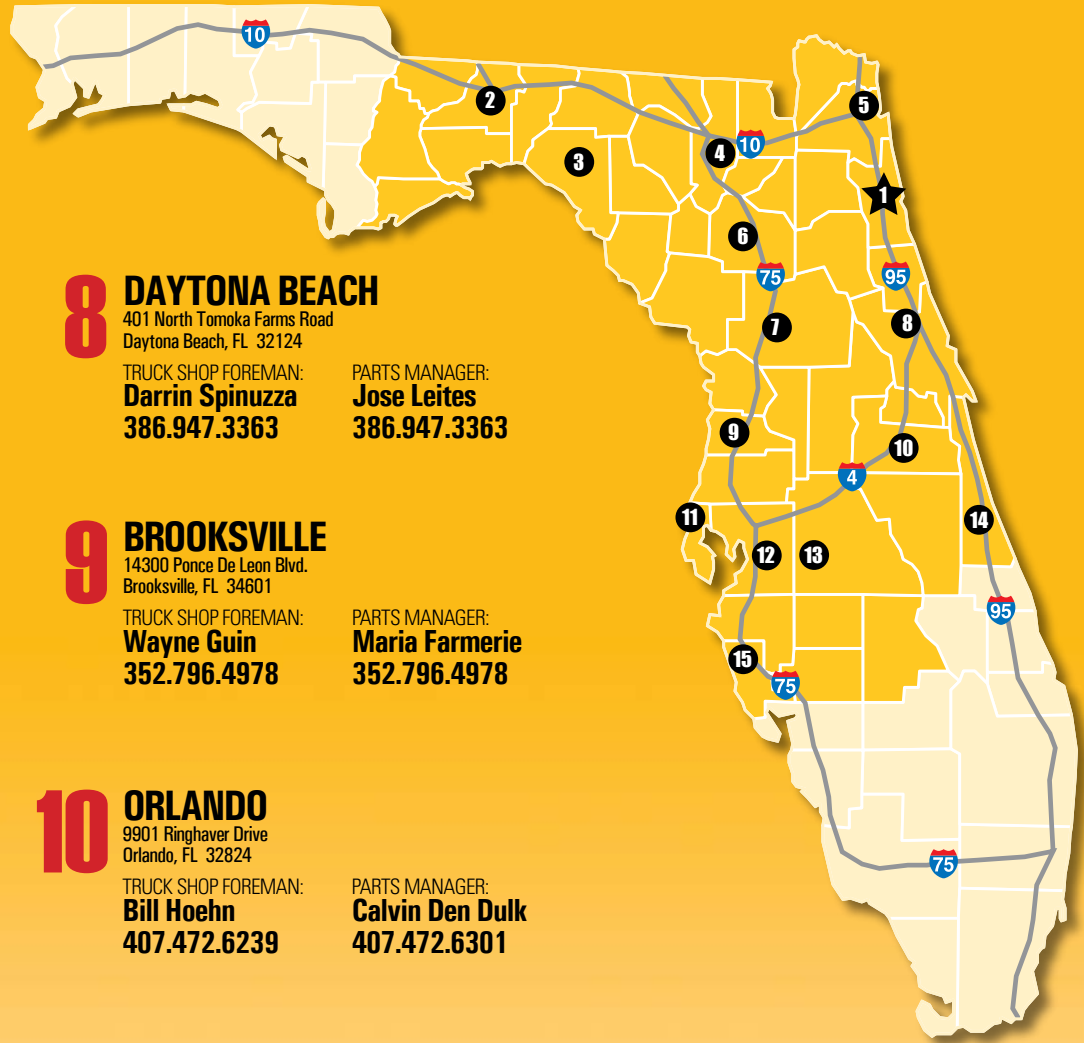 8
DAYTONA BEACH
401 North Tomoka Farms Road
Daytona Beach, FL 32124
TRUCK SHOP FOREMAN:
Darrin Spinuzza
386.947.3363
PARTS MANAGER:
Jose Leites
386.947.3363
9
BROOKSVILLE
14300 Ponce De Leon Blvd.
Brooksville, FL 34601
TRUCK SHOP FOREMAN:
Wayne Guin
352.796.4978
PARTS MANAGER:
Maria Farmerie
352.796.4978
10
ORLANDO
9901 Ringhaver Drive
Orlando, FL 32824
TRUCK SHOP FOREMAN:
Bill Hoehn
407.472.6239
PARTS MANAGER:
Calvin Den Dulk
407.472.6301
10
2
5
10
4
3
1
6
75
95
8
7
9
10
4
11
14
12
13
95
15
75
75